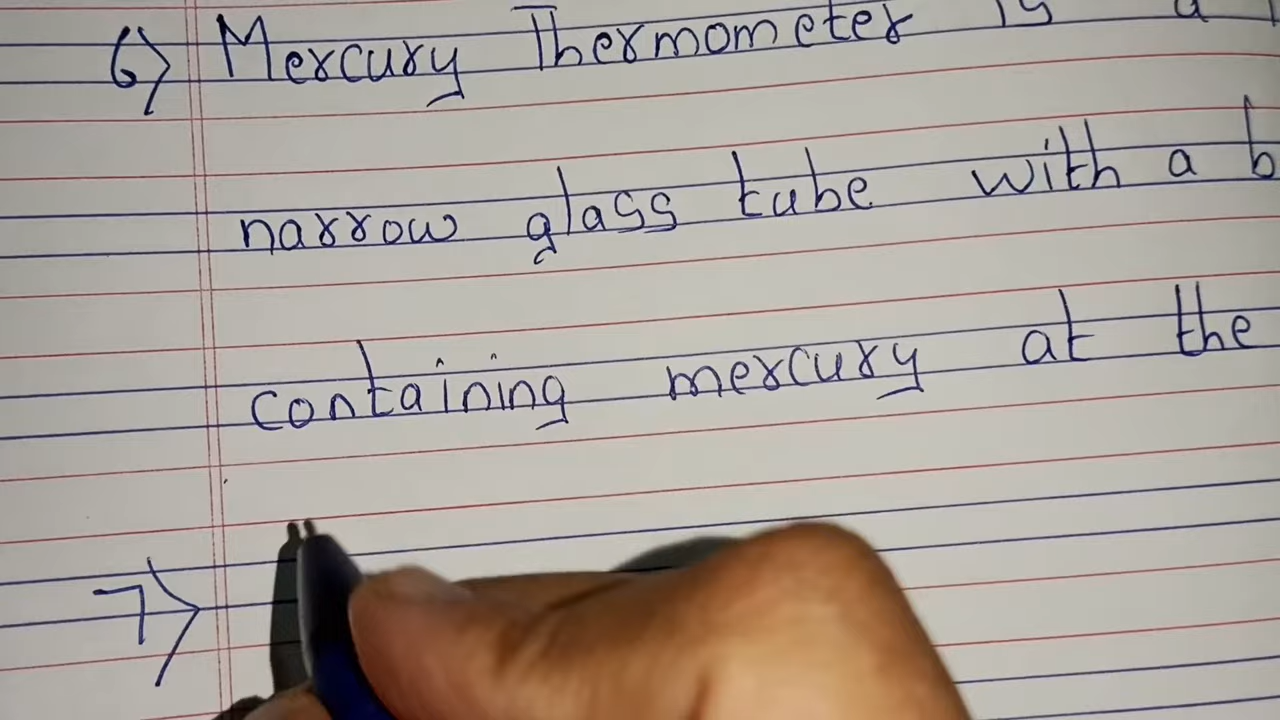 6) Mercury Thermometer is a
narrow glass tube with a b
containing mercury at the
7)